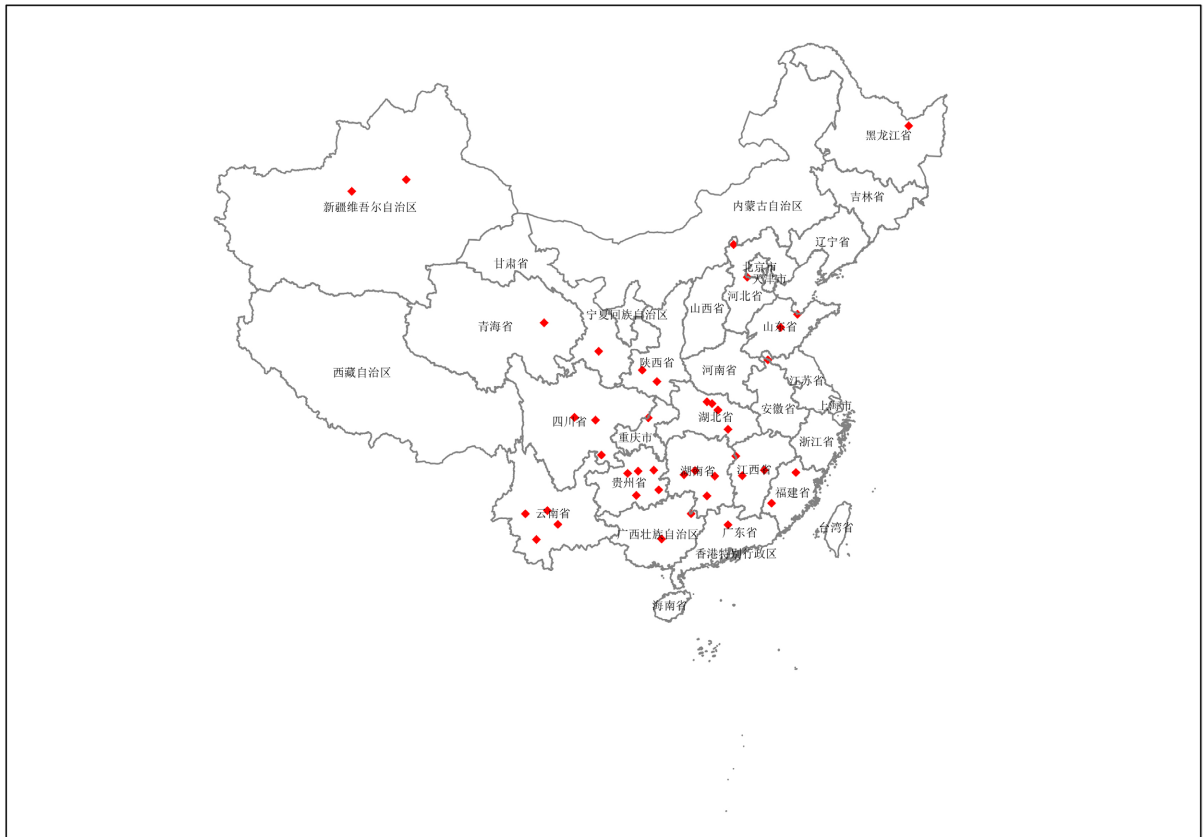 黑龙江省
吉林省
内蒙古自治区
新疆维吾尔自治区
辽宁省
甘肃省
北京市
天津市
河北省
山西省
宁夏回族自治区
青海省
山东省
陕西省
河南省
西藏自治区
江苏省
上海市
安徽省
湖北省
四川省
重庆市
浙江省
湖南省
江西省
贵州省
福建省
云南省
台湾省
广西壮族自治区
广东省
香港特别行政区
海南省